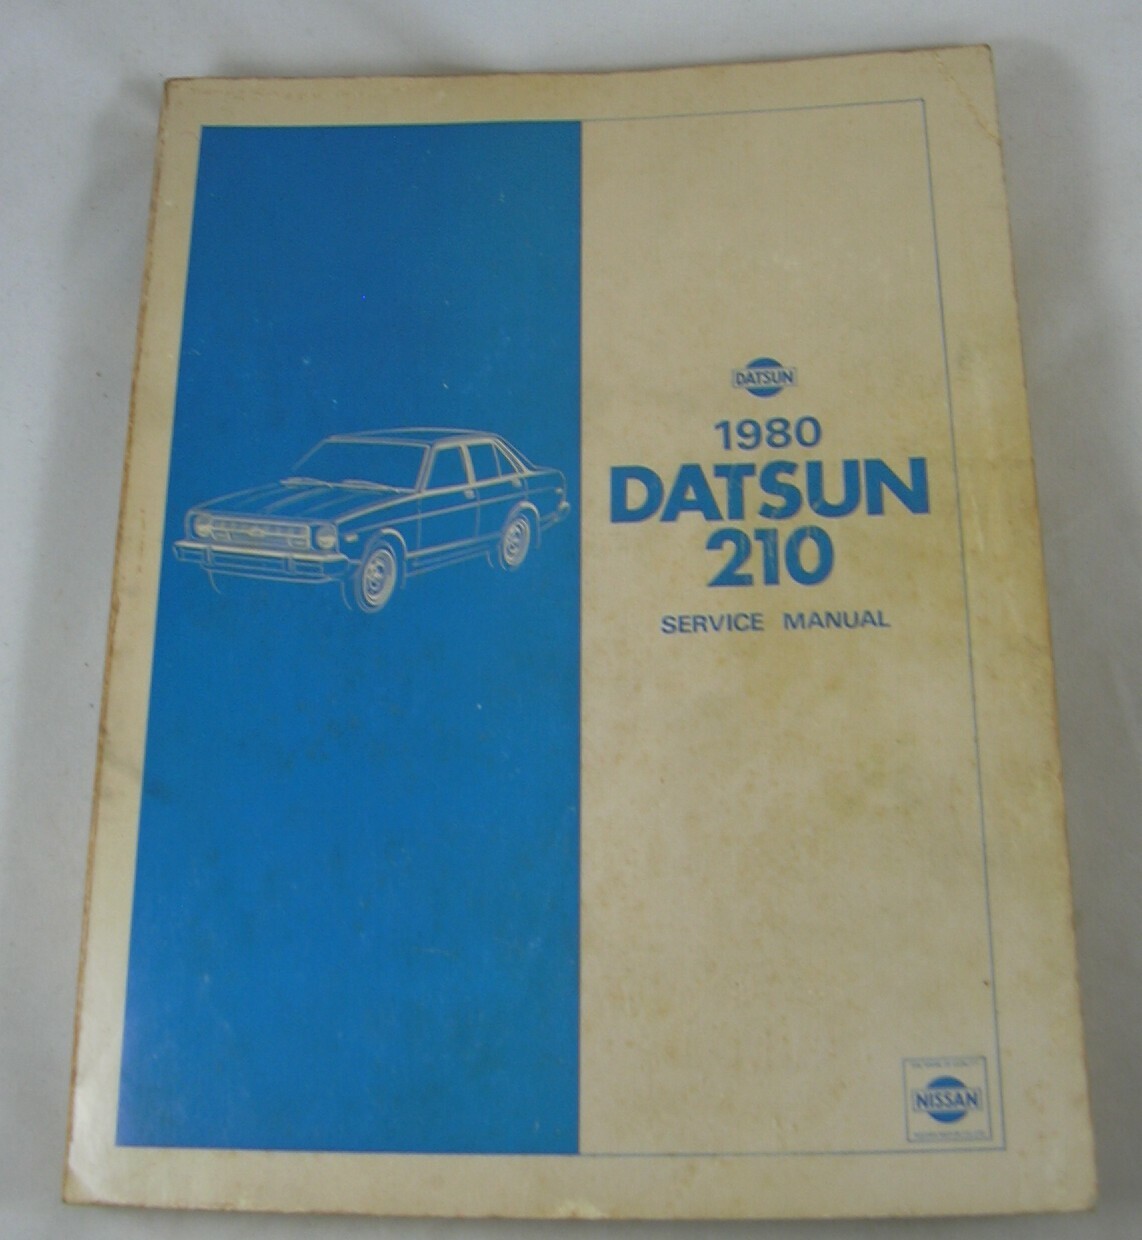 DATSUN
1980
DATSUN
210
SERVICE MANUAL
NISSAN